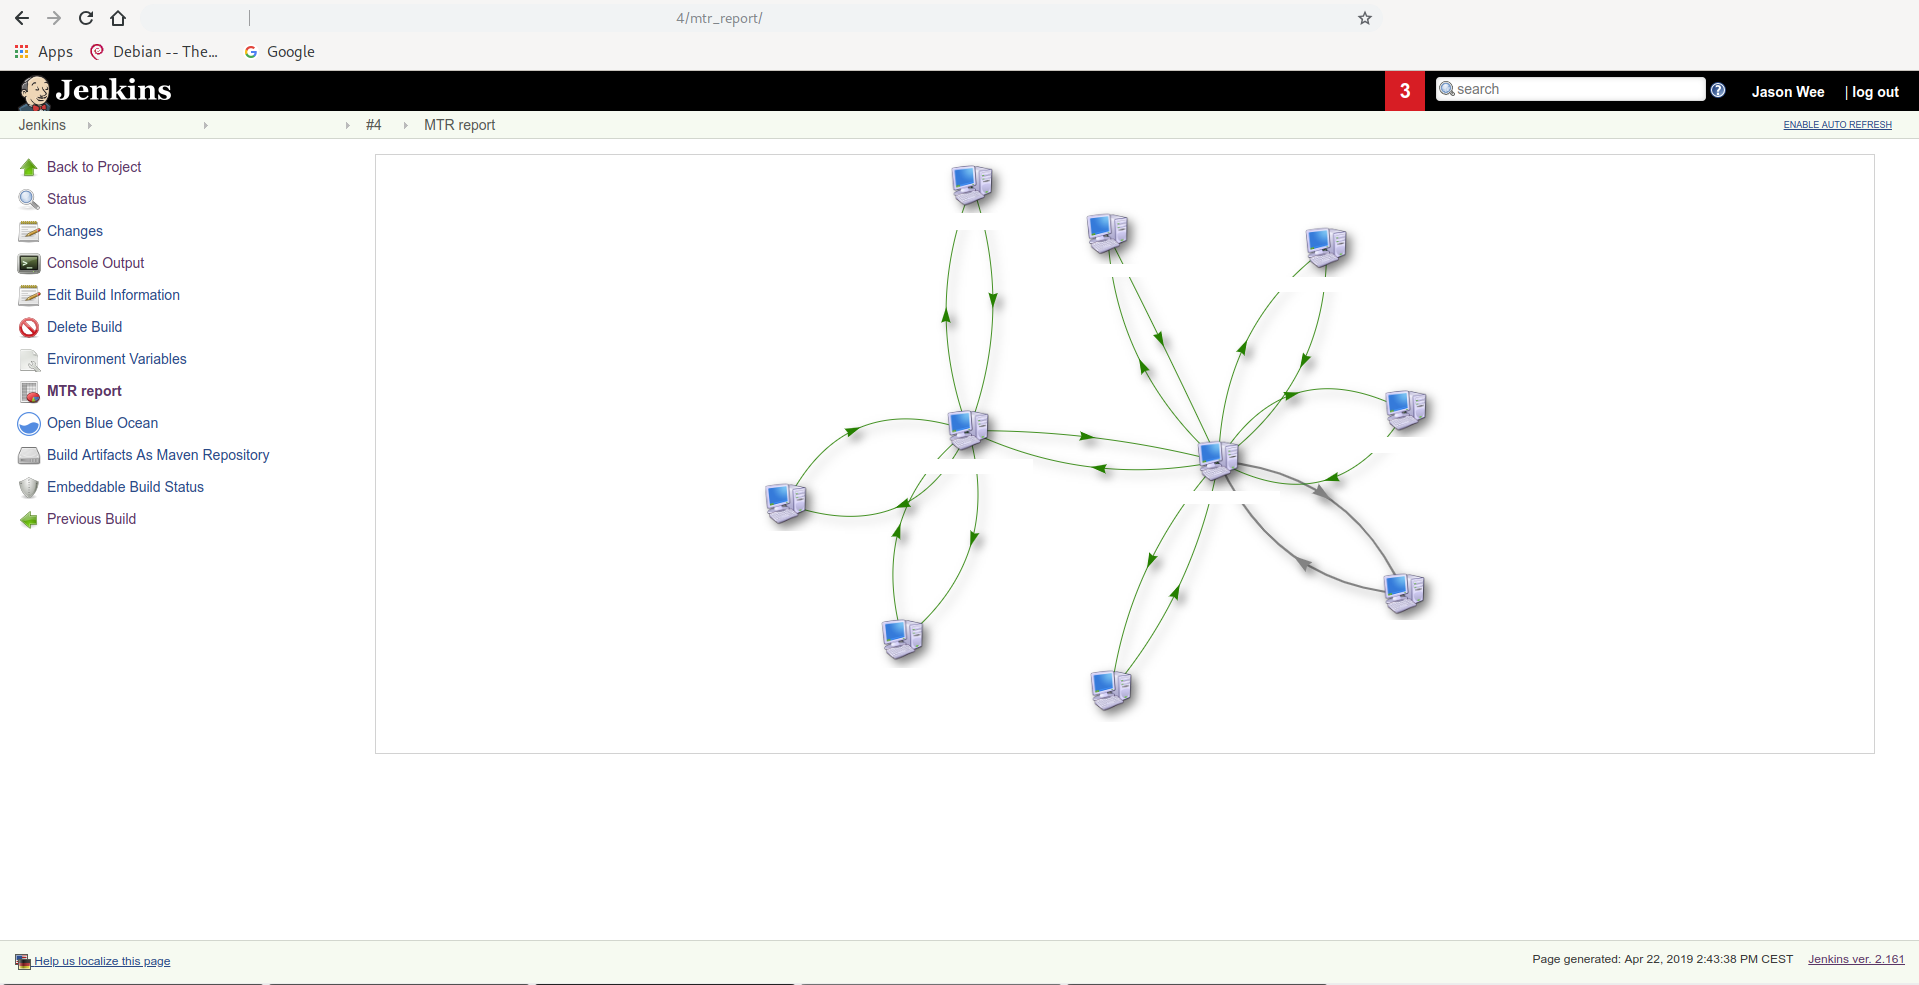 4/mtr_report/
Apps Debian -- The... Google
Jenkins 3 search Jason Wee | log out
Jenkins #4 MTR report ENABLE AUTO REFRESH
Back to Project
Status
Changes
Console Output
Edit Build Information
Delete Build
Environment Variables
MTR report
Open Blue Ocean
Build Artifacts As Maven Repository
Embeddable Build Status
Previous Build
Help us localize this page Page generated: Apr 22, 2019 2:43:38 PM CEST Jenkins ver. 2.161